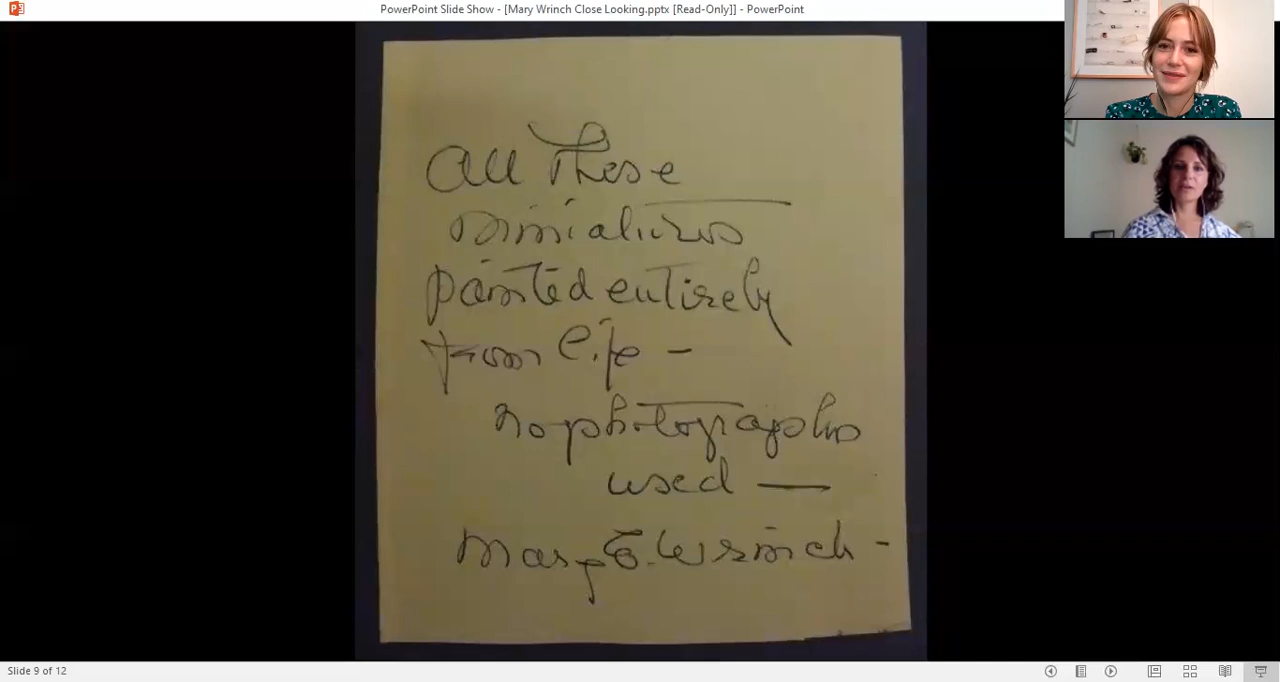 PowerPoint Slide Show - [Mary Wrinch Close Looking.pptx [Read-Only]] - PowerPoint
All These
Miniatures
painted entirely
from life -
no photographs
used —
Mary E. Wrinch -
Slide 9 of 12